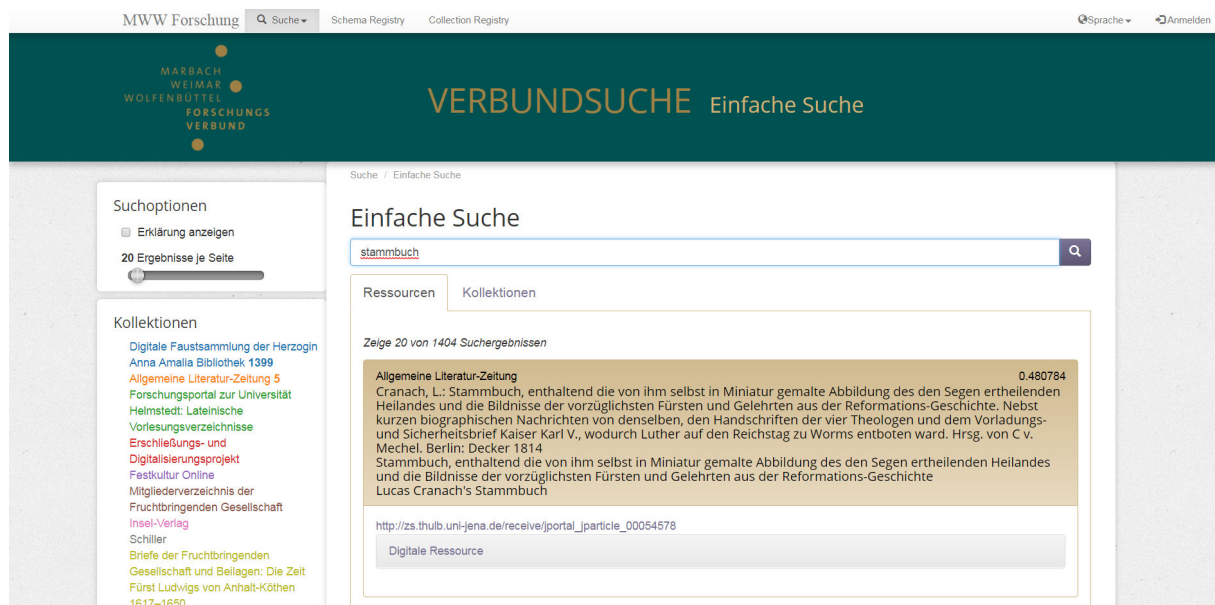 MWW Forschung Suche Schema Registry Collection Registry Sprache Anmelden
MARBACH
WEIMAR
WOLFENBÜTTEL
FORSCHUNGS
VERBUND
VERBUNDSUCHE Einfache Suche
Suche / Einfache Suche
Suchoptionen
Erklärung anzeigen
20 Ergebnisse je Seite
Kollektionen
Digitale Faustsammlung der Herzogin
Anna Amalia Bibliothek 1399
Allgemeine Literatur-Zeitung 5
Forschungsportal zur Universität
Helmstedt: Lateinische
Vorlesungsverzeichnisse
Erschließungs- und
Digitalisierungsprojekt
Festkultur Online
Mitgliederverzeichnis der
Fruchtbringenden Gesellschaft
Insel-Verlag
Schiller
Briefe der Fruchtbringenden
Gesellschaft und Beilagen: Die Zeit
Fürst Ludwigs von Anhalt-Köthen
1617–1650
Einfache Suche
stammbuch
Ressourcen Kollektionen
Zeige 20 von 1404 Suchergebnissen
Allgemeine Literatur-Zeitung 0.480784
Cranach, L.: Stammbuch, enthaltend die von ihm selbst in Miniatur gemalte Abbildung des den Segen ertheilenden
Heilandes und die Bildnisse der vorzüglichsten Fürsten und Gelehrten aus der Reformations-Geschichte. Nebst
kurzen biographischen Nachrichten von denselben, den Handschriften der vier Theologen und dem Vorladungs-
und Sicherheitsbrief Kaiser Karl V., wodurch Luther auf den Reichstag zu Worms entboten ward. Hrsg. von C v.
Mechel. Berlin: Decker 1814
Stammbuch, enthaltend die von ihm selbst in Miniatur gemalte Abbildung des den Segen ertheilenden Heilandes
und die Bildnisse der vorzüglichsten Fürsten und Gelehrten aus der Reformations-Geschichte
Lucas Cranach's Stammbuch
http://zs.thulb.uni-jena.de/receive/jportal_jparticle_00054578
Digitale Ressource